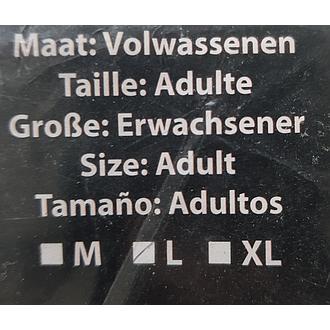 Maat: Volwassenen
Taille: Adulte
Große: Erwachsener
Size: Adult
Tamaño: Adultos
M L XL